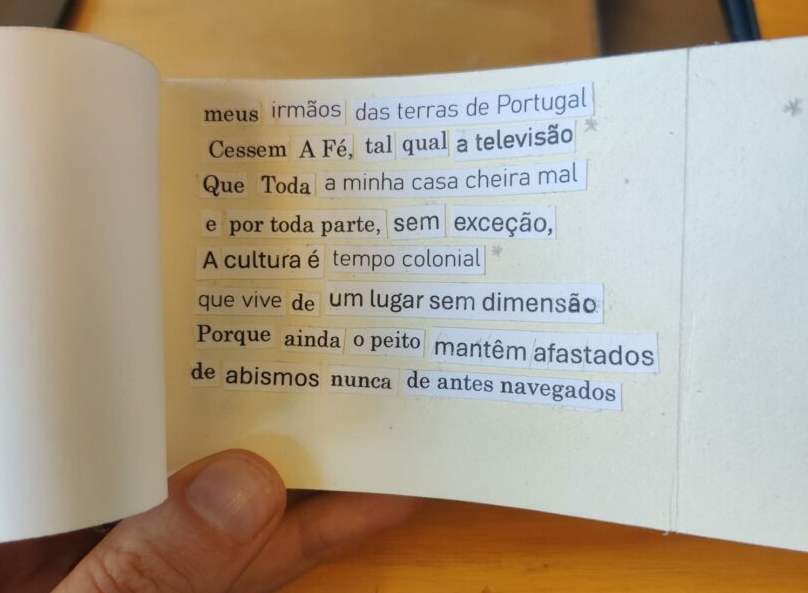 meus irmãos das terras de Portugal
Cessem A Fé, tal qual a televisão *
Que Toda a minha casa cheira mal
e por toda parte, sem exceção,
A cultura é tempo colonial *
que vive de um lugar sem dimensão
Porque ainda o peito mantêm afastados
de abismos nunca de antes navegados